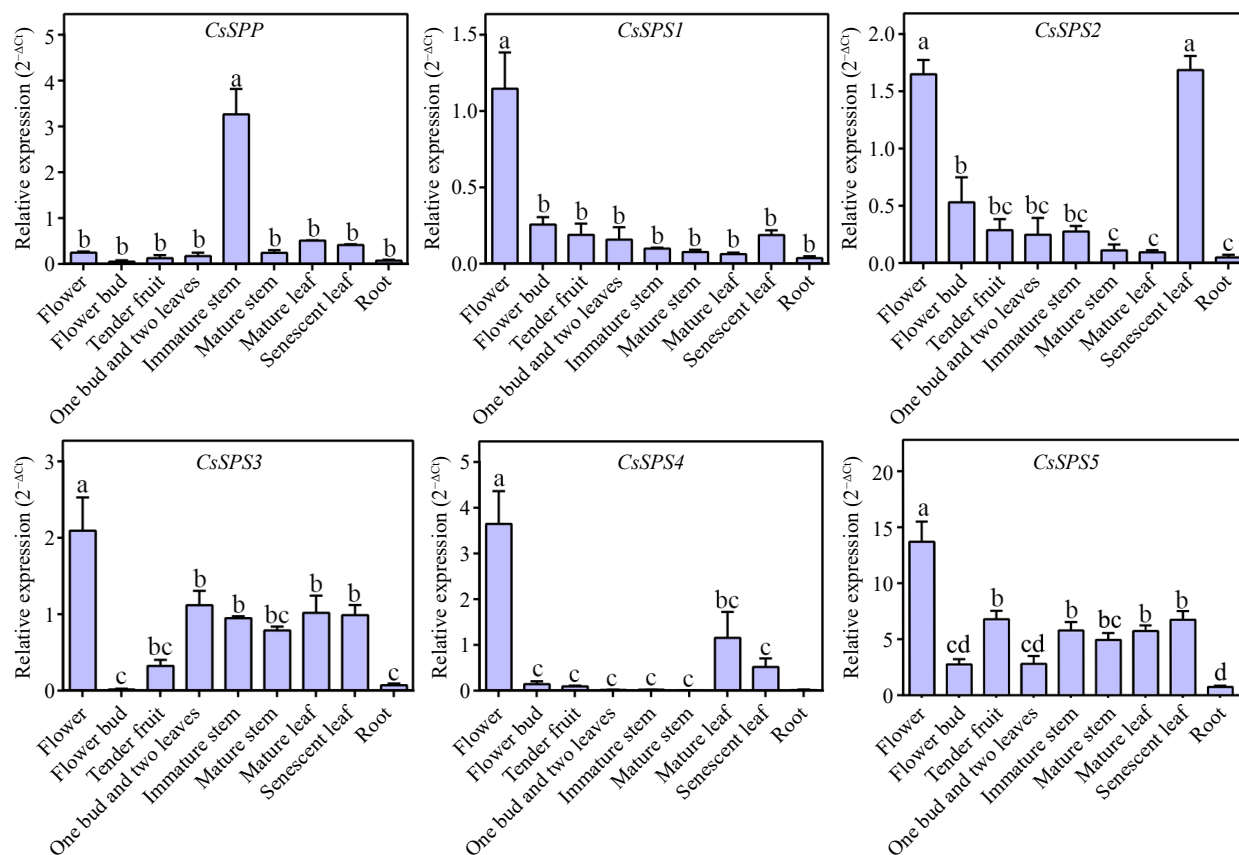 CsSPP
Relative expression (2⁻ΔCt)
5
4
3
2
1
0
b
b
b
b
a
b
b
b
b
Flower
Flower bud
Tender fruit
One bud and two leaves
Immature stem
Mature stem
Mature leaf
Senescent leaf
Root
CsSPS1
Relative expression (2⁻ΔCt)
1.5
1.0
0.5
0.0
a
b
b
b
b
b
b
b
b
Flower
Flower bud
Tender fruit
One bud and two leaves
Immature stem
Mature stem
Mature leaf
Senescent leaf
Root
CsSPS2
Relative expression (2⁻ΔCt)
2.0
1.5
1.0
0.5
0.0
a
b
bc
bc
bc
c
c
a
c
Flower
Flower bud
Tender fruit
One bud and two leaves
Immature stem
Mature stem
Mature leaf
Senescent leaf
Root
CsSPS3
Relative expression (2⁻ΔCt)
3
2
1
0
a
c
bc
b
b
bc
b
b
c
Flower
Flower bud
Tender fruit
One bud and two leaves
Immature stem
Mature stem
Mature leaf
Senescent leaf
Root
CsSPS4
Relative expression (2⁻ΔCt)
5
4
3
2
1
0
a
c
c
c
c
c
bc
c
Flower
Flower bud
Tender fruit
One bud and two leaves
Immature stem
Mature stem
Mature leaf
Senescent leaf
Root
CsSPS5
Relative expression (2⁻ΔCt)
20
15
10
5
0
a
cd
b
cd
b
bc
b
b
d
Flower
Flower bud
Tender fruit
One bud and two leaves
Immature stem
Mature stem
Mature leaf
Senescent leaf
Root